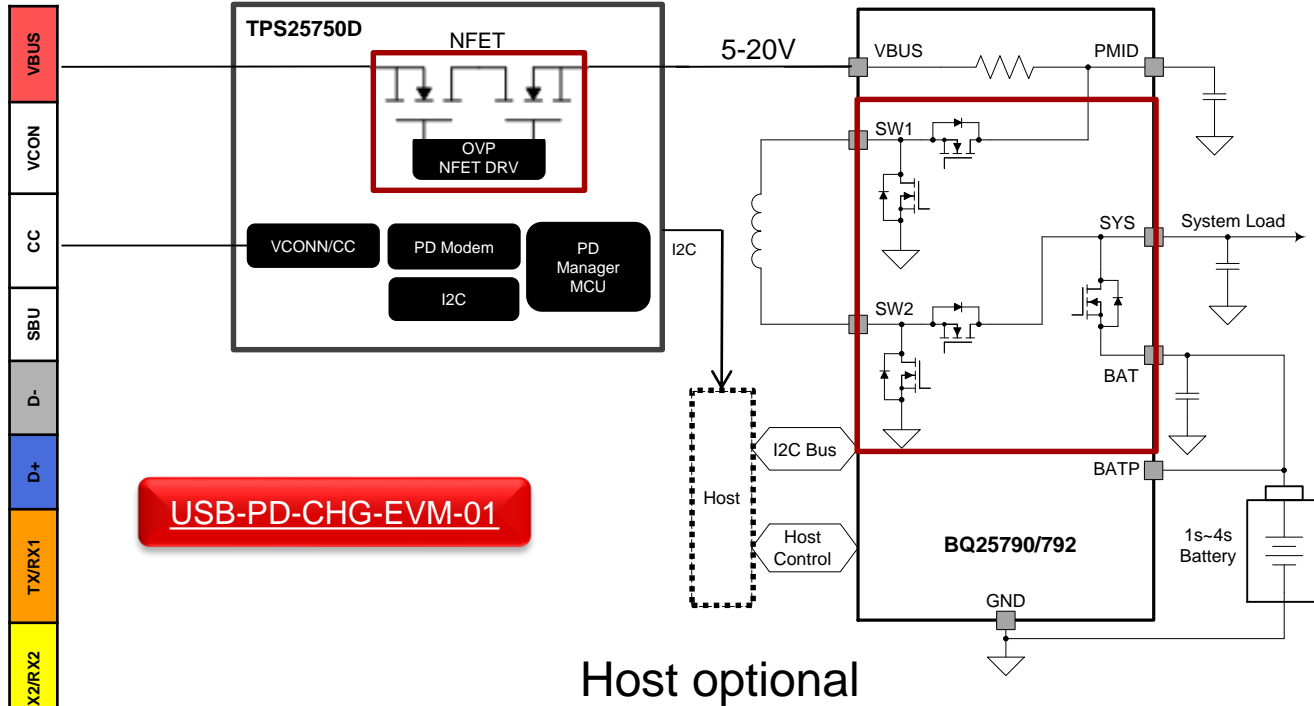 VBUS
VCON
CC
SBU
D-
D+
TX/RX1
X2/RX2
TPS25750D
NFET
OVP
NFET DRV
VCONN/CC
PD Modem
I2C
PD
Manager
MCU
5-20V
I2C
Host
I2C Bus
Host
Control
VBUS
PMID
SW1
SYS
System Load
SW2
BAT
BATP
BQ25790/792
1s~4s
Battery
GND
USB-PD-CHG-EVM-01
Host optional